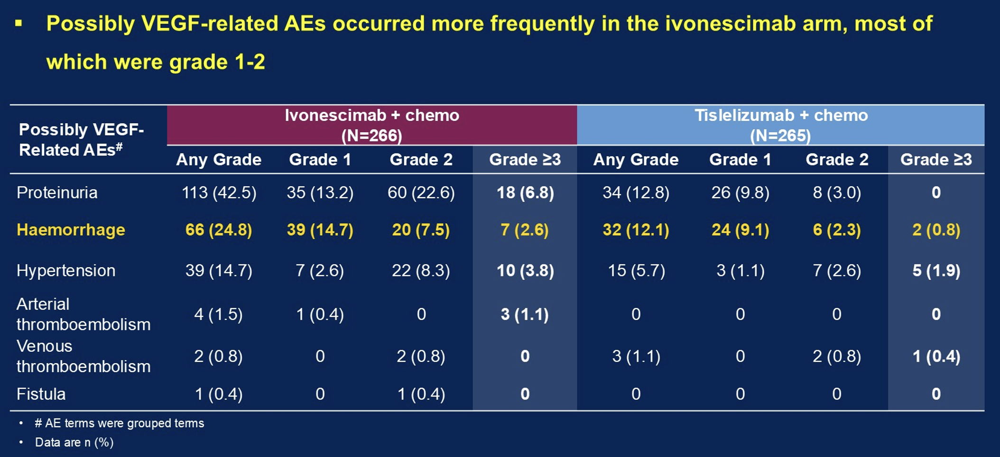 ▪ Possibly VEGF-related AEs occurred more frequently in the ivonescimab arm, most of
which were grade 1-2
Possibly VEGF-
Related AEs#
Ivonescimab + chemo
(N=266)
Tislelizumab + chemo
(N=265)
Any Grade Grade 1 Grade 2 Grade ≥3 Any Grade Grade 1 Grade 2 Grade ≥3
Proteinuria 113 (42.5) 35 (13.2) 60 (22.6) 18 (6.8) 34 (12.8) 26 (9.8) 8 (3.0) 0
Haemorrhage 66 (24.8) 39 (14.7) 20 (7.5) 7 (2.6) 32 (12.1) 24 (9.1) 6 (2.3) 2 (0.8)
Hypertension 39 (14.7) 7 (2.6) 22 (8.3) 10 (3.8) 15 (5.7) 3 (1.1) 7 (2.6) 5 (1.9)
Arterial
thromboembolism 4 (1.5) 1 (0.4) 0 3 (1.1) 0 0 0 0
Venous
thromboembolism 2 (0.8) 0 2 (0.8) 0 3 (1.1) 0 2 (0.8) 1 (0.4)
Fistula 1 (0.4) 0 1 (0.4) 0 0 0 0 0
• # AE terms were grouped terms
• Data are n (%)